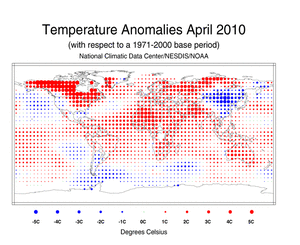 Temperature Anomalies April 2010
(with respect to a 1971-2000 base period)
National Climatic Data Center/NESDIS/NOAA
-5C -4C -3C -2C -1C 0C 1C 2C 3C 4C 5C
Degrees Celsius